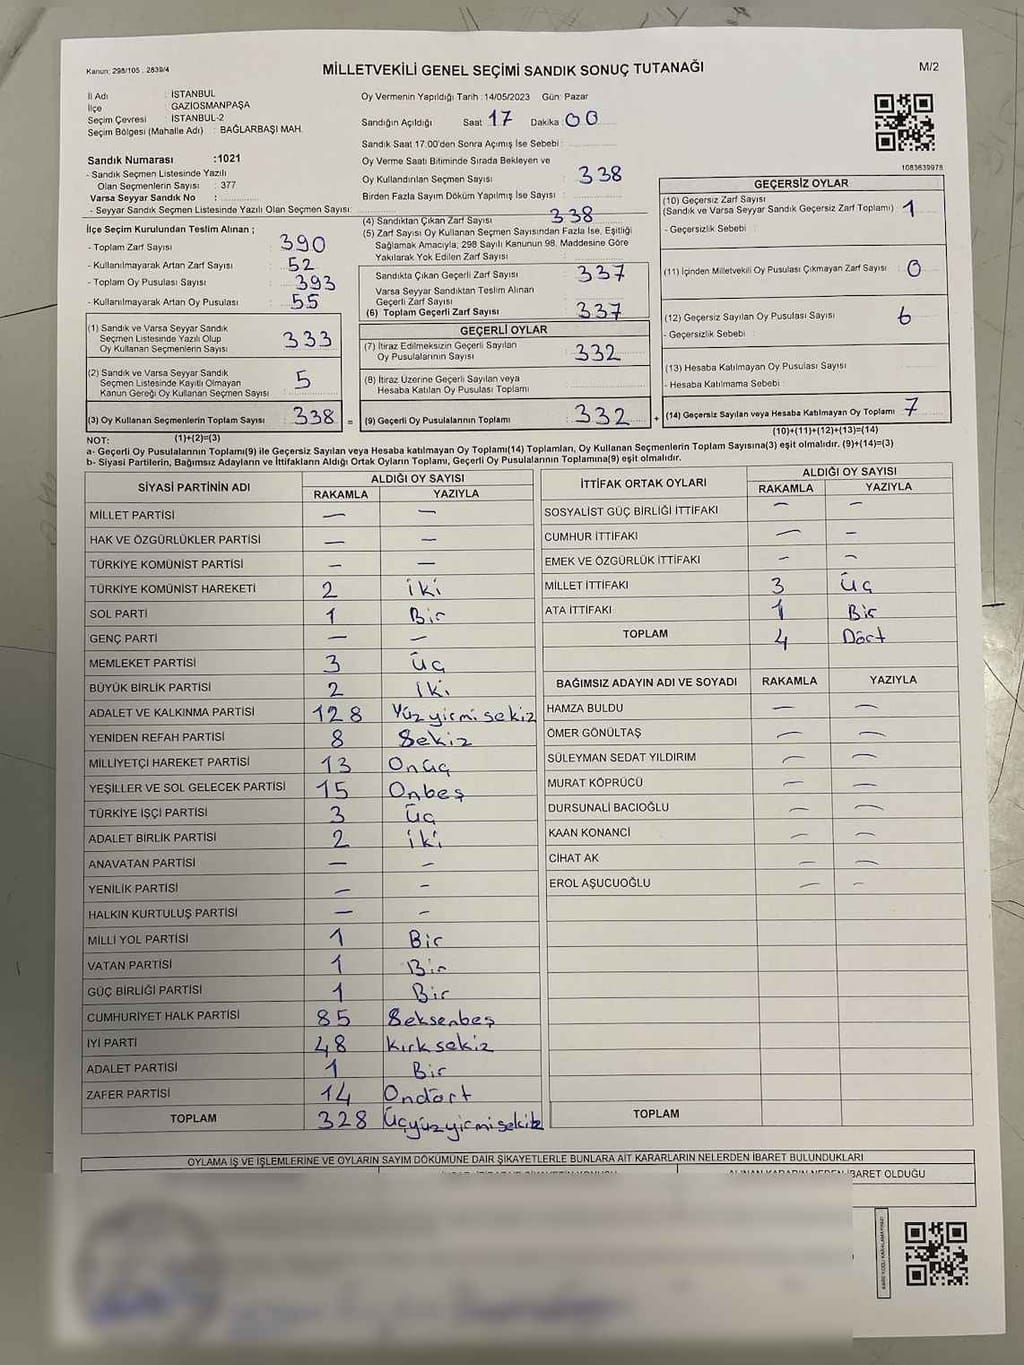 Kanun: 298/105 . 2839/4
MİLLETVEKİLİ GENEL SEÇİMİ SANDIK SONUÇ TUTANAĞI
M/2
İl Adı : İSTANBUL
İlçe GAZİOSMANPAŞA
Seçim Çevresi : İSTANBUL-2
Seçim Bölgesi (Mahalle Adı) : BAĞLARBAŞI MAH.
Sandık Numarası :1021
- Sandık Seçmen Listesinde Yazılı
Olan Seçmenlerin Sayısı : 377
Varsa Seyyar Sandık No :
- Seyyar Sandık Seçmen Listesinde Yazılı Olan Seçmen Sayısı:
İlçe Seçim Kurulundan Teslim Alınan ;
- Toplam Zarf Sayısı : 390
- Kullanılmayarak Artan Zarf Sayısı : 52
- Toplam Oy Pusulası Sayısı : 393
- Kullanılmayarak Artan Oy Pusulası : 55
(1) Sandık ve Varsa Seyyar Sandık
Seçmen Listesinde Yazılı Olup
Oy Kullanan Seçmenlerin Sayısı : 333
(2) Sandık ve Varsa Seyyar Sandık
Seçmen Listesinde Kayıtlı Olmayan
Kanun Gereği Oy Kullanan Seçmen Sayısı : 5
(3) Oy Kullanan Seçmenlerin Toplam Sayısı : 338 =
(1)+(2)=(3)
Oy Vermenin Yapıldığı Tarih : 14/05/2023 Gün: Pazar
Sandığın Açıldığı Saat 17 Dakika 00
Sandık Saat 17.00'den Sonra Açımış İse Sebebi :
Oy Verme Saati Bitiminde Sırada Bekleyen ve
Oy Kullandırılan Seçmen Sayısı : 338
Birden Fazla Sayım Döküm Yapılmış İse Sayısı :
(4) Sandıktan Çıkan Zarf Sayısı : 338
(5) Zarf Sayısı Oy Kullanan Seçmen Sayısından Fazla İse, Eşitliği
Sağlamak Amacıyla; 298 Sayılı Kanunun 98. Maddesine Göre
Yakılarak Yok Edilen Zarf Sayısı :
Sandıkta Çıkan Geçerli Zarf Sayısı : 337
Varsa Seyyar Sandıktan Teslim Alınan
Geçerli Zarf Sayısı :
(6) Toplam Geçerli Zarf Sayısı : 337
GEÇERLİ OYLAR
(7) İtiraz Edilmeksizin Geçerli Sayılan
Oy Pusulalarının Sayısı : 332
(8) İtiraz Üzerine Geçerli Sayılan veya
Hesaba Katılan Oy Pusulası Toplamı :
(9) Geçerli Oy Pusulalarının Toplamı : 332 +
1083639978
GEÇERSİZ OYLAR
(10) Geçersiz Zarf Sayısı
(Sandık ve Varsa Seyyar Sandık Geçersiz Zarf Toplamı) : 1
- Geçersizlik Sebebi :
(11) İçinden Milletvekili Oy Pusulası Çıkmayan Zarf Sayısı : 0
(12) Geçersiz Sayılan Oy Pusulası Sayısı : 6
- Geçersizlik Sebebi :
(13) Hesaba Katılmayan Oy Pusulası Sayısı :
- Hesaba Katılmama Sebebi :
(14) Geçersiz Sayılan veya Hesaba Katılmayan Oy Toplamı : 7
(10)+(11)+(12)+(13)=(14)
NOT:
a- Geçerli Oy Pusulalarının Toplamı(9) ile Geçersiz Sayılan veya Hesaba Katılmayan Oy Toplamı(14) Toplamları, Oy Kullanan Seçmenlerin Toplam Sayısına(3) eşit olmalıdır. (9)+(14)=(3)
b- Siyasi Partilerin, Bağımsız Adayların ve İttifakların Aldığı Ortak Oyların Toplamı, Geçerli Oy Pusulalarının Toplamına(9) eşit olmalıdır.
SİYASİ PARTİNİN ADI
ALDIĞI OY SAYISI
RAKAMLA YAZIYLA
MİLLET PARTİSİ — —
HAK VE ÖZGÜRLÜKLER PARTİSİ — —
TÜRKİYE KOMÜNİST PARTİSİ — —
TÜRKİYE KOMÜNİST HAREKETİ 2 iki
SOL PARTİ 1 Bir
GENÇ PARTİ — —
MEMLEKET PARTİSİ 3 üç
BÜYÜK BİRLİK PARTİSİ 2 iki
ADALET VE KALKINMA PARTİSİ 128 Yüzyirmisekiz
YENİDEN REFAH PARTİSİ 8 Sekiz
MİLLİYETÇİ HAREKET PARTİSİ 13 Onüç
YEŞİLLER VE SOL GELECEK PARTİSİ 15 Onbeş
TÜRKİYE İŞÇİ PARTİSİ 3 Üç
ADALET BİRLİK PARTİSİ 2 iki
ANAVATAN PARTİSİ — —
YENİLİK PARTİSİ — —
HALKIN KURTULUŞ PARTİSİ — —
MİLLİ YOL PARTİSİ 1 Bir
VATAN PARTİSİ 1 Bir
GÜÇ BİRLİĞİ PARTİSİ 1 Bir
CUMHURİYET HALK PARTİSİ 85 Seksenbeş
İYİ PARTİ 48 Kırksekiz
ADALET PARTİSİ 1 Bir
ZAFER PARTİSİ 14 Ondört
TOPLAM 328 Üçyüzyirmisekiz
İTTİFAK ORTAK OYLARI
ALDIĞI OY SAYISI
RAKAMLA YAZIYLA
SOSYALİST GÜÇ BİRLİĞİ İTTİFAKI — —
CUMHUR İTTİFAKI — —
EMEK VE ÖZGÜRLÜK İTTİFAKI — —
MİLLET İTTİFAKI 3 Üç
ATA İTTİFAKI 1 Bir
TOPLAM 4 Dört
BAĞIMSIZ ADAYIN ADI VE SOYADI RAKAMLA YAZIYLA
HAMZA BULDU — —
ÖMER GÖNÜLTAŞ — —
SÜLEYMAN SEDAT YILDIRIM — —
MURAT KÖPRÜCÜ — —
DURSUNALİ BACIOĞLU — —
KAAN KONANCİ — —
CİHAT AK — —
EROL AŞUCUOĞLU — —
TOPLAM
OYLAMA İŞ VE İŞLEMLERİNE VE OYLARIN SAYIM DÖKÜMÜNE DAİR ŞİKAYETLERLE BUNLARA AİT KARARLARIN NELERDEN İBARET BULUNDUKLARI
ALINAN KARARIN NEDEN İBARET OLDUĞU